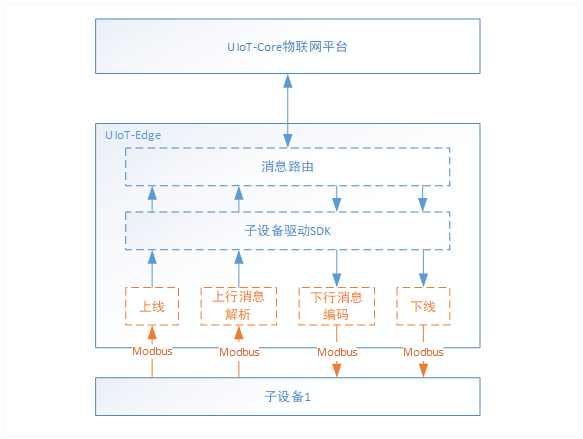 UIoT-Core物联网平台
UIoT-Edge
消息路由
子设备驱动SDK
上线
上行消息
解析
下行消息
编码
下线
Modbus
Modbus
Modbus
Modbus
子设备1